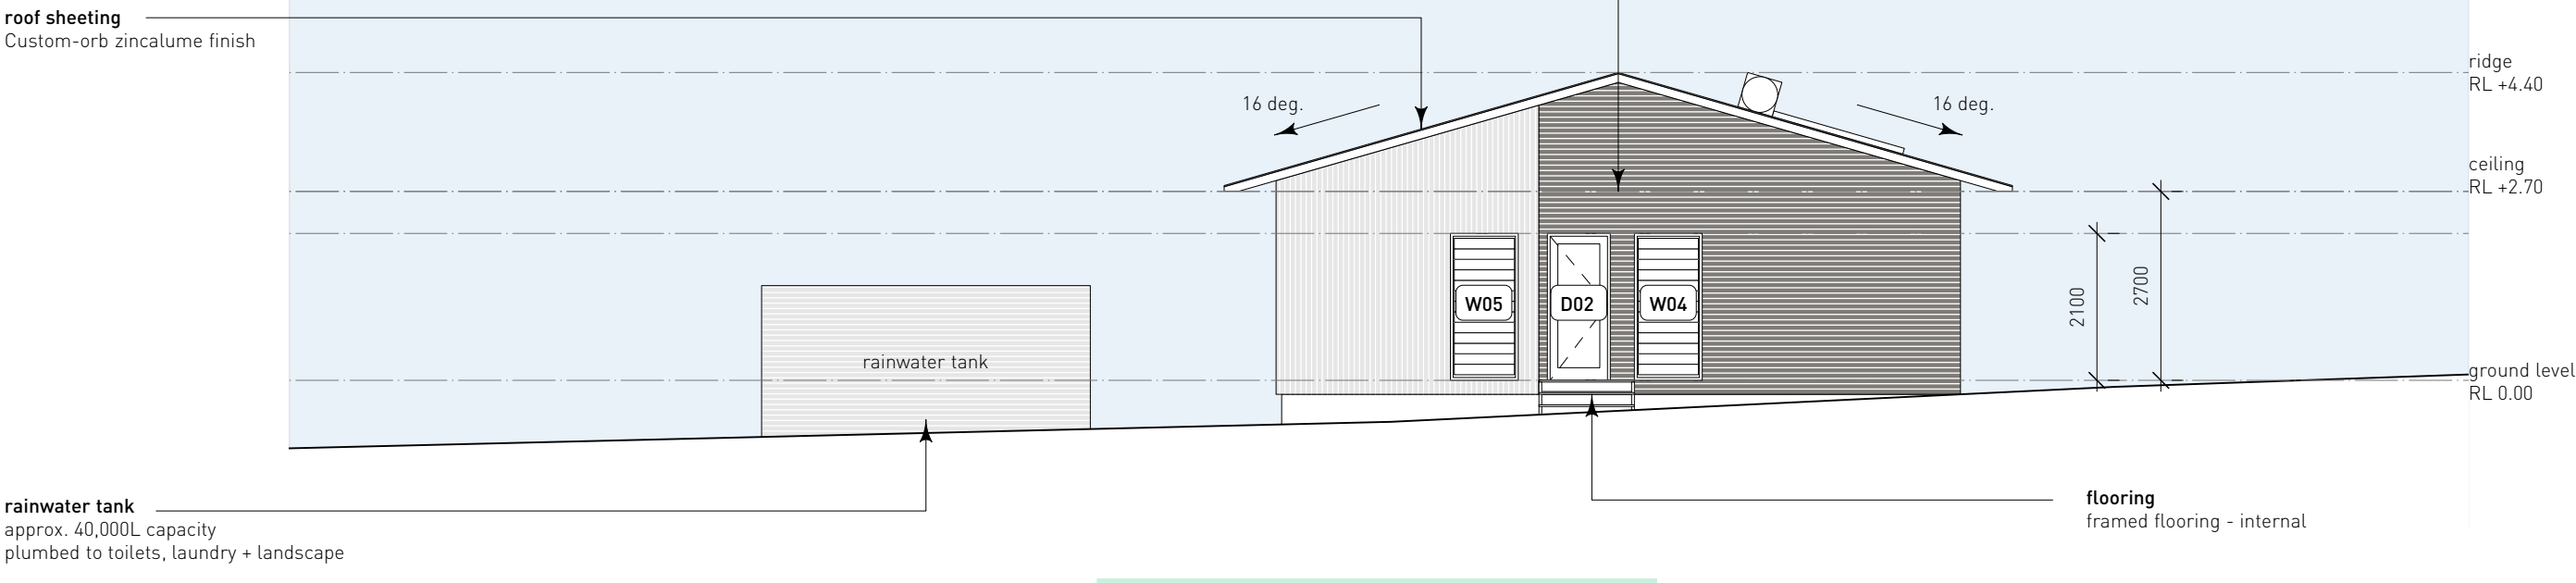 roof sheeting
Custom-orb zincalume finish
ridge
RL +4.40
16 deg.
16 deg.
ceiling
RL +2.70
W05
D02
W04
2100
2700
rainwater tank
ground level
RL 0.00
rainwater tank
approx. 40,000L capacity
plumbed to toilets, laundry + landscape
flooring
framed flooring - internal